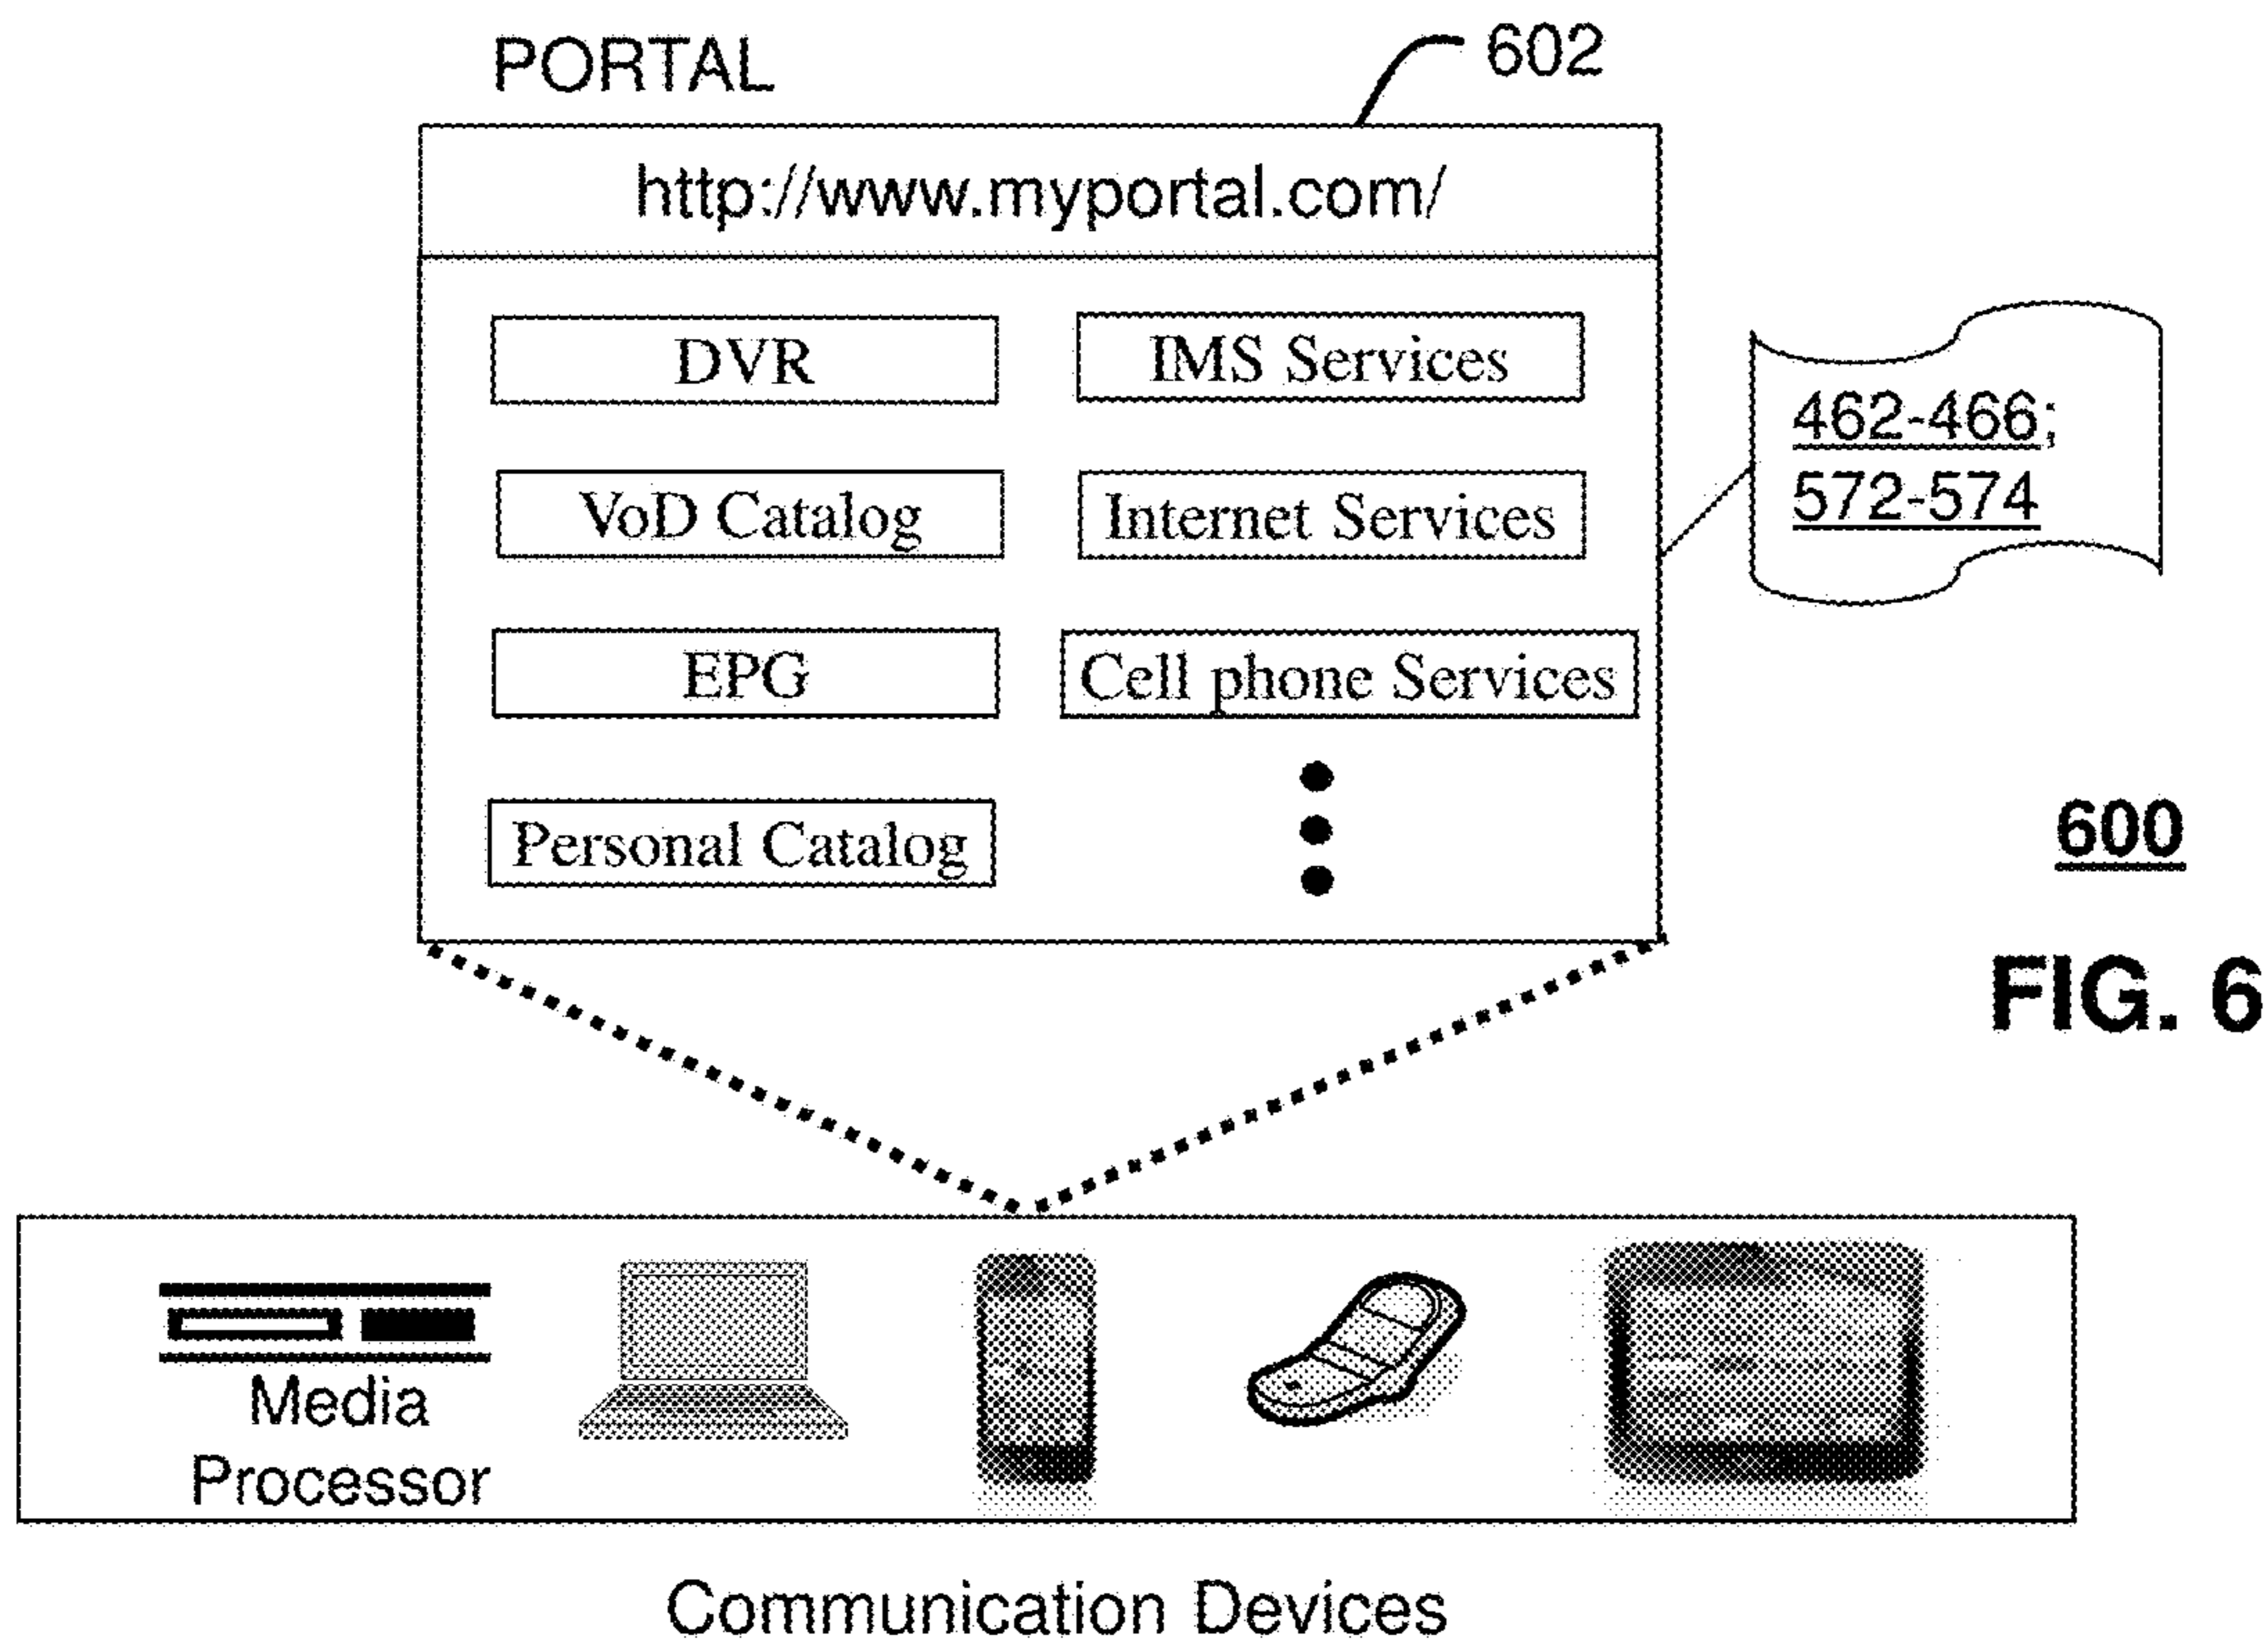 PORTAL
602
http://www.myportal.com/
DVR
IMS Services
VoD Catalog
Internet Services
EPG
Cell phone Services
Personal Catalog
462-466;
572-574
600
FIG. 6
Media
Processor
Communication Devices